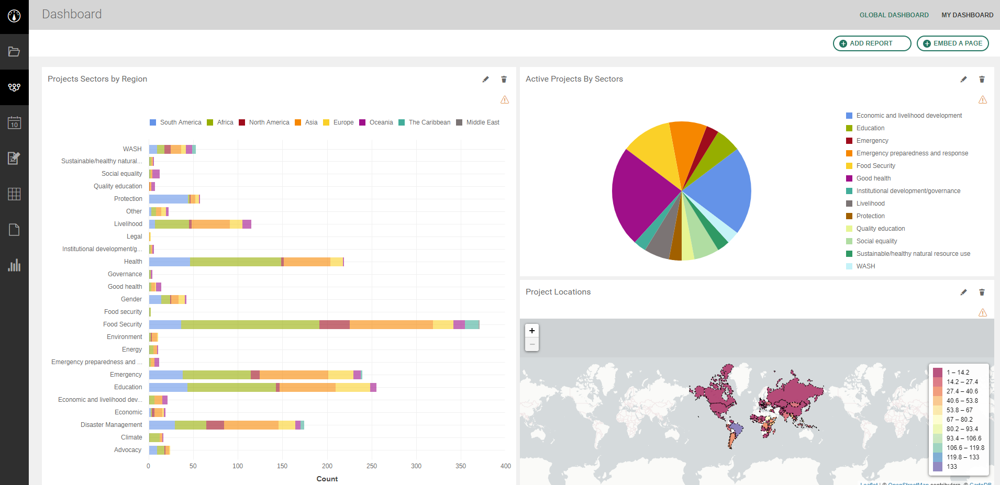 Dashboard
GLOBAL DASHBOARD
MY DASHBOARD
ADD REPORT
EMBED A PAGE
10
Projects Sectors by Region
South America
Africa
North America
Asia
Europe
Oceania
The Caribbean
Middle East
WASH
Sustainable/healthy natural...
Social equality
Quality education
Protection
Other
Livelihood
Legal
Institutional development/g...
Health
Governance
Good health
Gender
Food security
Food Security
Environment
Energy
Emergency preparedness and ...
Emergency
Education
Economic and livelihood dev...
Economic
Disaster Management
Climate
Advocacy
0 50 100 150 200 250 300 350 400
Count
Active Projects By Sectors
Economic and livelihood development
Education
Emergency
Emergency preparedness and response
Food Security
Good health
Institutional development/governance
Livelihood
Protection
Quality education
Social equality
Sustainable/healthy natural resource use
WASH
Project Locations
+
−
1 – 14.2
14.2 – 27.4
27.4 – 40.6
40.6 – 53.8
53.8 – 67
67 – 80.2
80.2 – 93.4
93.4 – 106.6
106.6 – 119.8
119.8 – 133
133
Leaflet | © OpenStreetMap contributors, © CartoDB